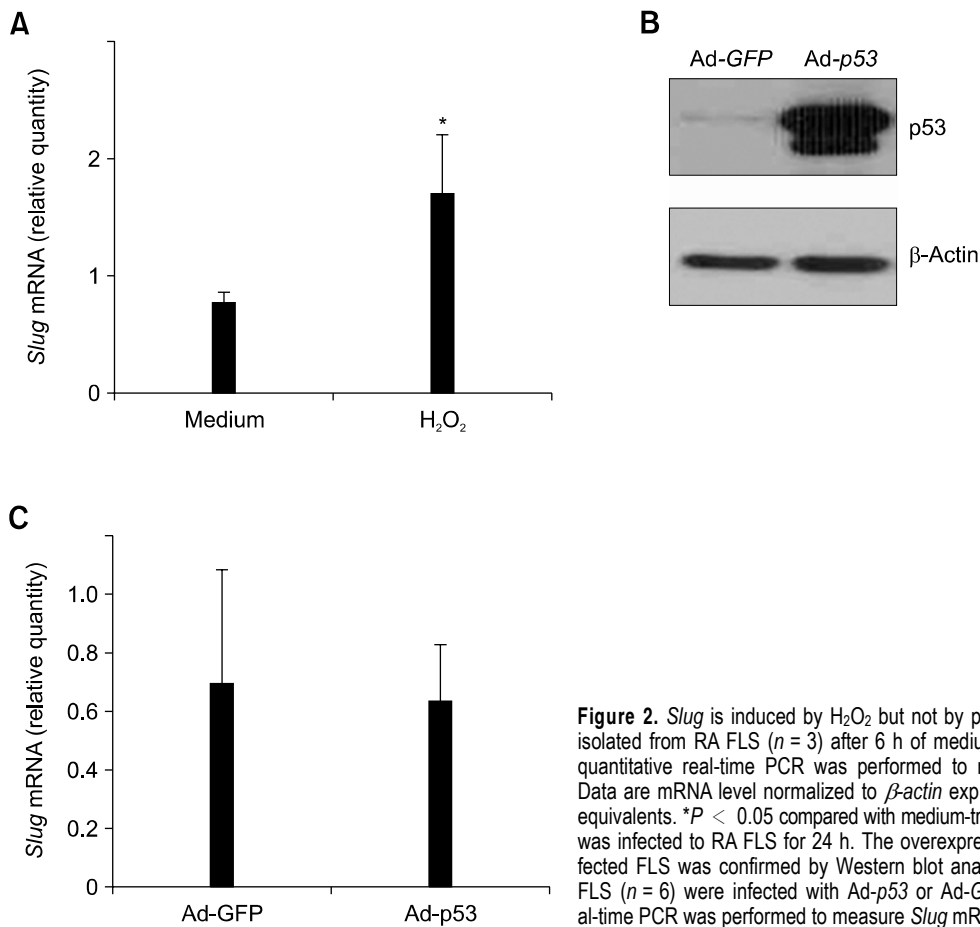 A
Slug mRNA (relative quantity)
2
1
0
Medium
H₂O₂
*
B
Ad-GFP Ad-p53
p53
β-Actin
C
Slug mRNA (relative quantity)
1.0
0.8
0.6
0.4
0.2
0
Ad-GFP
Ad-p53
Figure 2. Slug is induced by H₂O₂ but not by p
isolated from RA FLS (n = 3) after 6 h of mediu
quantitative real-time PCR was performed to
Data are mRNA level normalized to β-actin exp
equivalents. *P < 0.05 compared with medium-tr
was infected to RA FLS for 24 h. The overexpre
fected FLS was confirmed by Western blot ana
FLS (n = 6) were infected with Ad-p53 or Ad-G
al-time PCR was performed to measure Slug mR